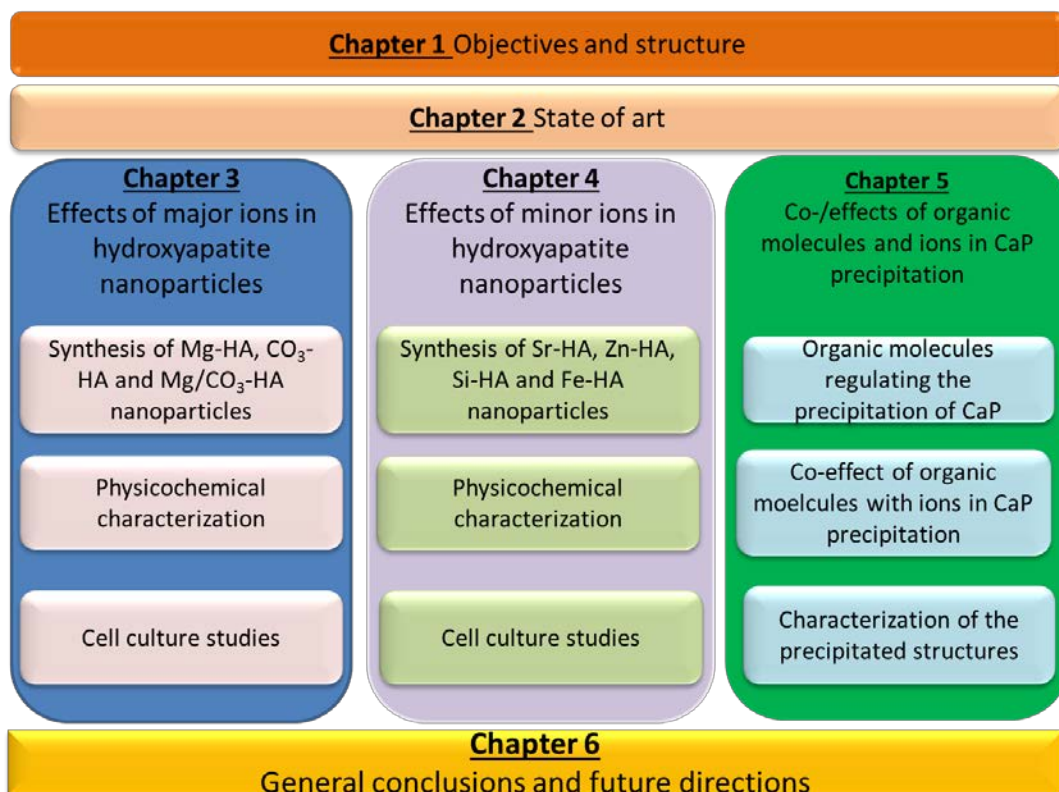 Chapter 1 Objectives and structure
Chapter 2 State of art
Chapter 3
Effects of major ions in
hydroxyapatite
nanoparticles
Synthesis of Mg-HA, CO₃-
HA and Mg/CO₃-HA
nanoparticles
Physicochemical
characterization
Cell culture studies
Chapter 4
Effects of minor ions in
hydroxyapatite
nanoparticles
Synthesis of Sr-HA, Zn-HA,
Si-HA and Fe-HA
nanoparticles
Physicochemical
characterization
Cell culture studies
Chapter 5
Co-/effects of organic
molecules and ions in CaP
precipitation
Organic molecules
regulating the
precipitation of CaP
Co-effect of organic
moelcules with ions in CaP
precipitation
Characterization of the
precipitated structures
Chapter 6
General conclusions and future directions